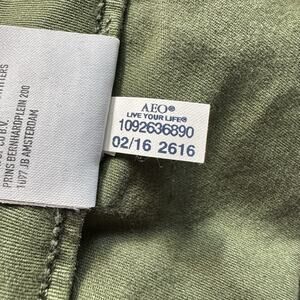 AEO®
LIVE YOUR LIFE®
1092636890
02/16 2616
B.V.
PRINS BERNHARDPLEIN 200
1097 JB AMSTERDAM